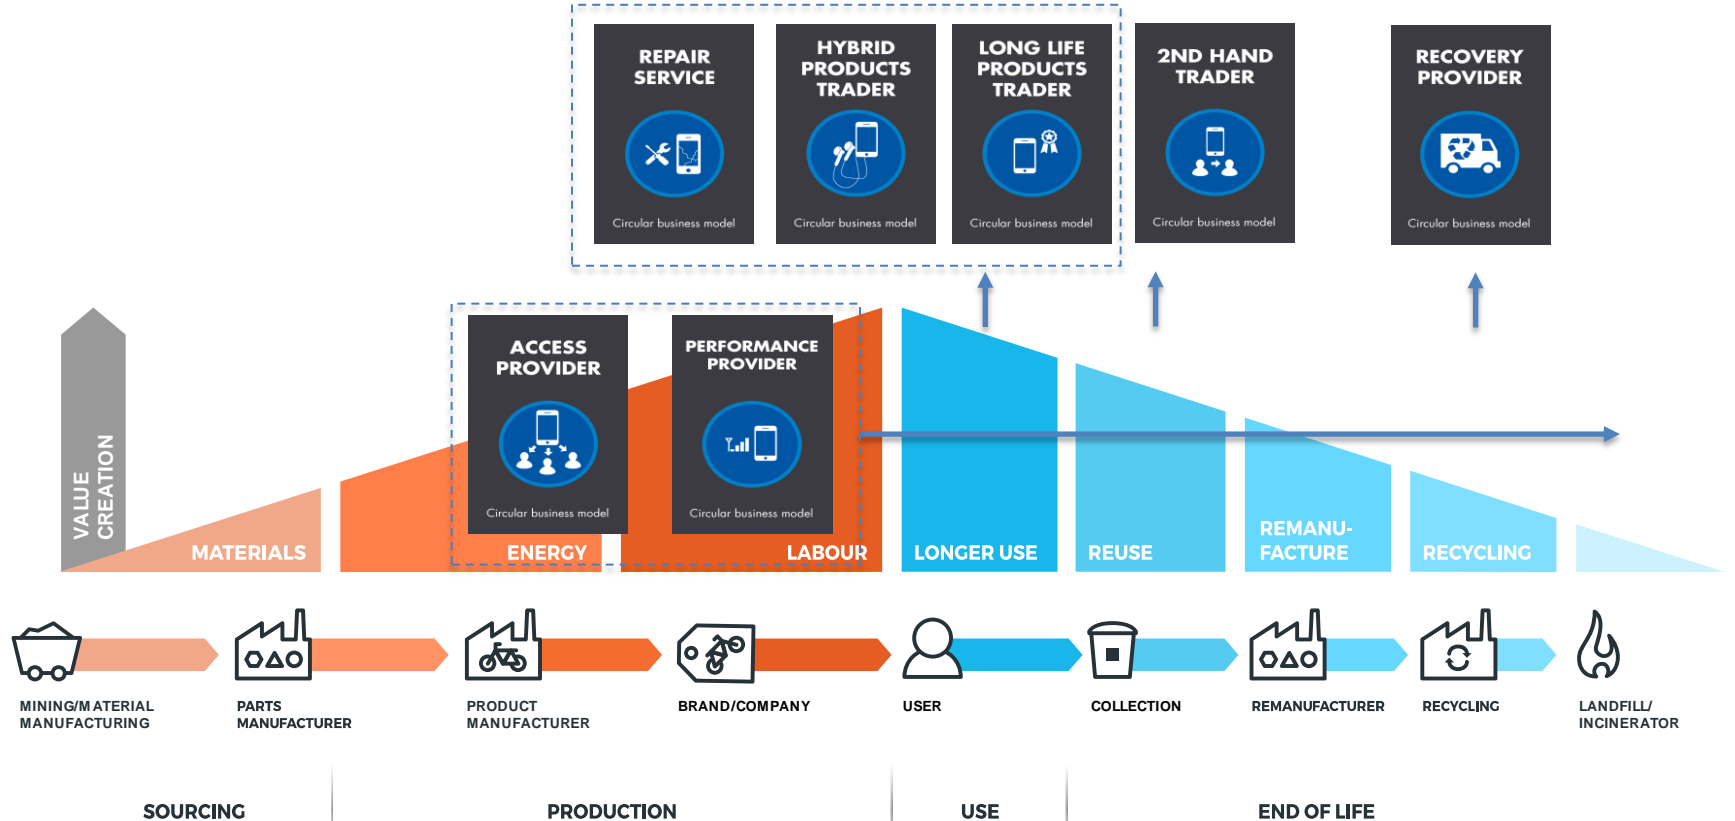 REPAIR
SERVICE
Circular business model
HYBRID
PRODUCTS
TRADER
Circular business model
LONG LIFE
PRODUCTS
TRADER
Circular business model
2ND HAND
TRADER
Circular business model
RECOVERY
PROVIDER
Circular business model
ACCESS
PROVIDER
Circular business model
PERFORMANCE
PROVIDER
Circular business model
VALUE
CREATION
MATERIALS
ENERGY
LABOUR
LONGER USE
REUSE
REMANU-
FACTURE
RECYCLING
MINING/MATERIAL
MANUFACTURING
PARTS
MANUFACTURER
PRODUCT
MANUFACTURER
BRAND/COMPANY
USER
COLLECTION
REMANUFACTURER
RECYCLING
LANDFILL/
INCINERATOR
SOURCING
PRODUCTION
USE
END OF LIFE